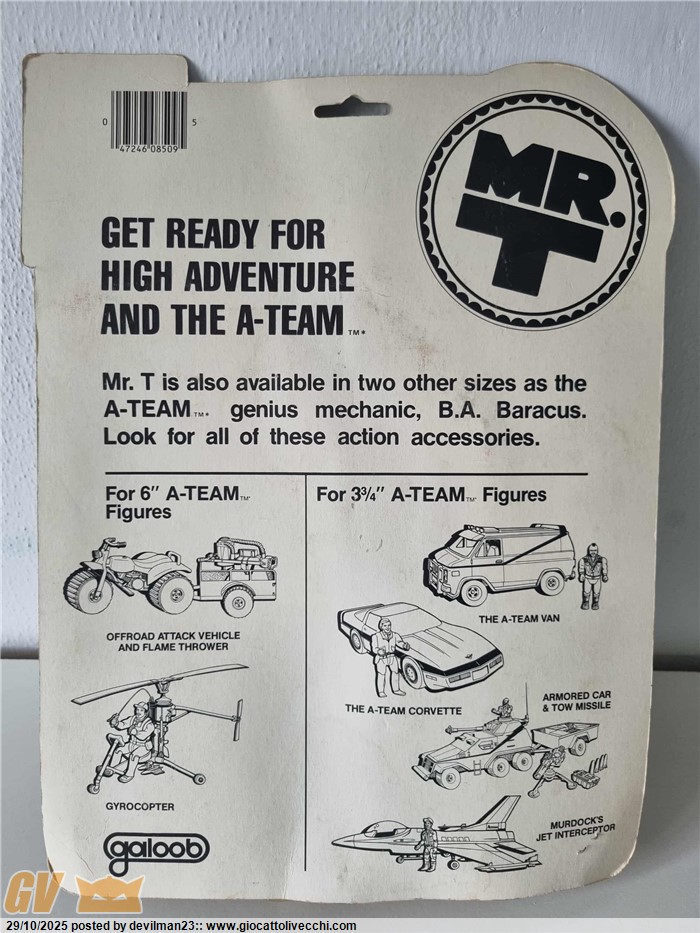 0 47246"08509 5
MR.
T
GET READY FOR
HIGH ADVENTURE
AND THE A-TEAM™*
Mr. T is also available in two other sizes as the
A-TEAM™* genius mechanic, B.A. Baracus.
Look for all of these action accessories.
For 6" A-TEAM™
Figures
OFFROAD ATTACK VEHICLE
AND FLAME THROWER
GYROCOPTER
For 3¾" A-TEAM™ Figures
THE A-TEAM VAN
THE A-TEAM CORVETTE
ARMORED CAR
& TOW MISSILE
MURDOCK'S
JET INTERCEPTOR
galoob
GV
29/10/2025 posted by devilman23:: www.giocattolivecchi.com